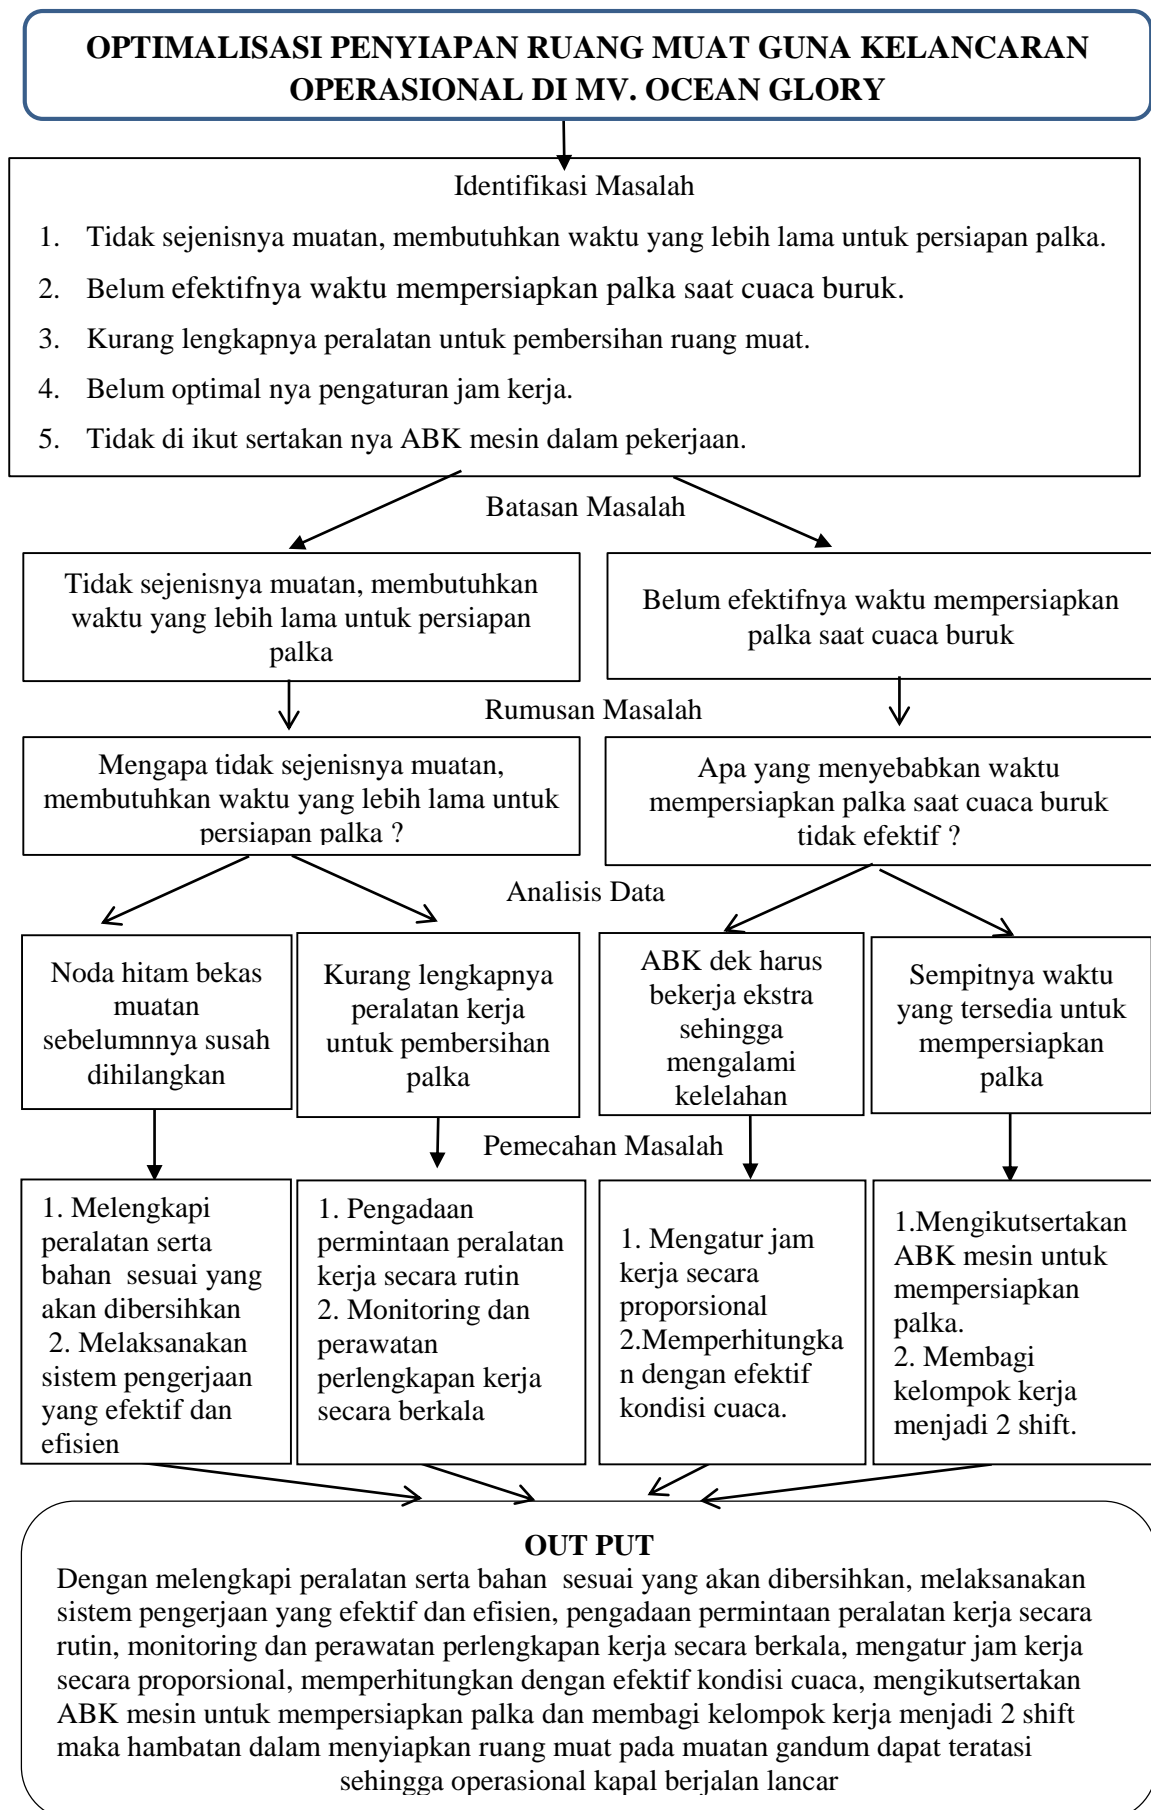 OPTIMALISASI PENYIAPAN RUANG MUAT GUNA KELANCARAN
OPERASIONAL DI MV. OCEAN GLORY
Identifikasi Masalah
1. Tidak sejenisnya muatan, membutuhkan waktu yang lebih lama untuk persiapan palka.
2. Belum efektifnya waktu mempersiapkan palka saat cuaca buruk.
3. Kurang lengkapnya peralatan untuk pembersihan ruang muat.
4. Belum optimal nya pengaturan jam kerja.
5. Tidak di ikut sertakan nya ABK mesin dalam pekerjaan.
Batasan Masalah
Tidak sejenisnya muatan, membutuhkan
waktu yang lebih lama untuk persiapan
palka
Belum efektifnya waktu mempersiapkan
palka saat cuaca buruk
Rumusan Masalah
Mengapa tidak sejenisnya muatan,
membutuhkan waktu yang lebih lama untuk
persiapan palka ?
Apa yang menyebabkan waktu
mempersiapkan palka saat cuaca buruk
tidak efektif ?
Analisis Data
Noda hitam bekas
muatan
sebelumnnya susah
dihilangkan
Kurang lengkapnya
peralatan kerja
untuk pembersihan
palka
ABK dek harus
bekerja ekstra
sehingga
mengalami
kelelahan
Sempitnya waktu
yang tersedia untuk
mempersiapkan
palka
Pemecahan Masalah
1. Melengkapi
peralatan serta
bahan  sesuai yang
akan dibersihkan
2. Melaksanakan
sistem pengerjaan
yang efektif dan
efisien
1. Pengadaan
permintaan peralatan
kerja secara rutin
2. Monitoring dan
perawatan
perlengkapan kerja
secara berkala
1. Mengatur jam
kerja secara
proporsional
2.Memperhitungka
n dengan efektif
kondisi cuaca.
1.Mengikutsertakan
ABK mesin untuk
mempersiapkan
palka.
2. Membagi
kelompok kerja
menjadi 2 shift.
OUT PUT
Dengan melengkapi peralatan serta bahan  sesuai yang akan dibersihkan, melaksanakan
sistem pengerjaan yang efektif dan efisien, pengadaan permintaan peralatan kerja secara
rutin, monitoring dan perawatan perlengkapan kerja secara berkala, mengatur jam kerja
secara proporsional, memperhitungkan dengan efektif kondisi cuaca, mengikutsertakan
ABK mesin untuk mempersiapkan palka dan membagi kelompok kerja menjadi 2 shift
maka hambatan dalam menyiapkan ruang muat pada muatan gandum dapat teratasi
sehingga operasional kapal berjalan lancar